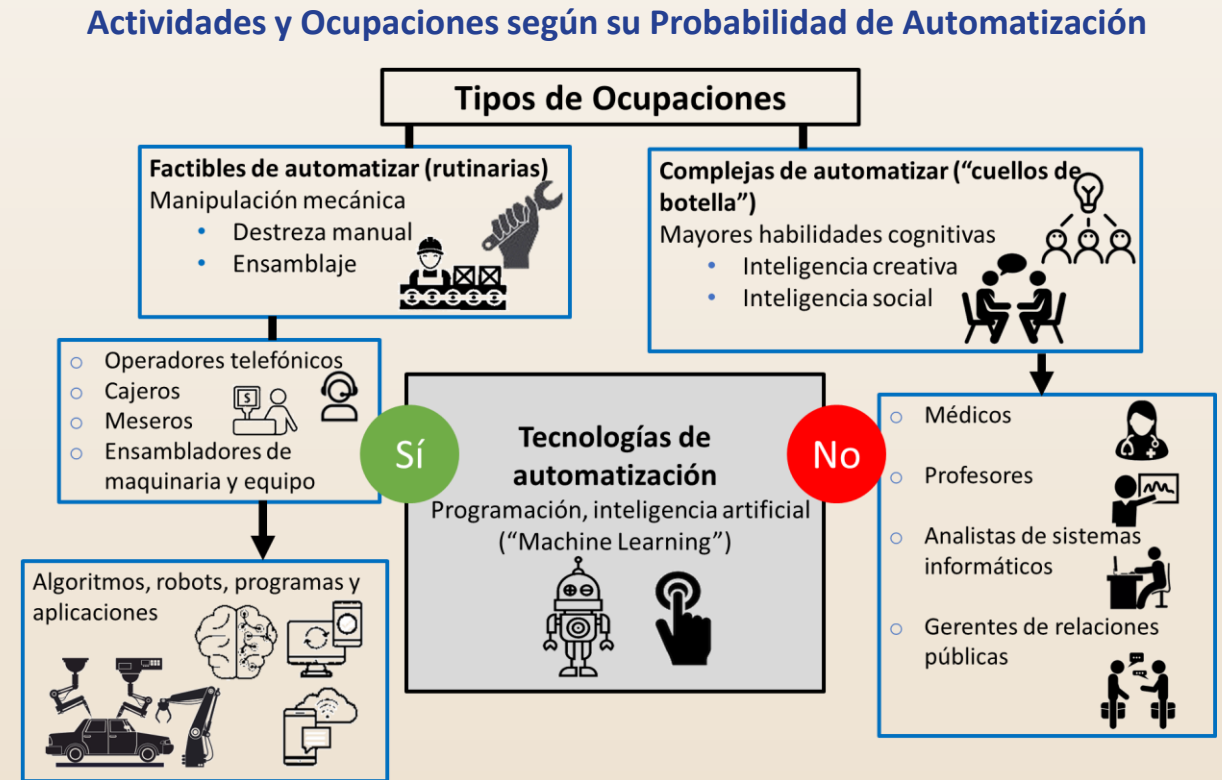 Actividades y Ocupaciones según su Probabilidad de Automatización
Tipos de Ocupaciones
Factibles de automatizar (rutinarias)
Manipulación mecánica
• Destreza manual
• Ensamblaje
Complejas de automatizar (“cuellos de
botella”)
Mayores habilidades cognitivas
• Inteligencia creativa
• Inteligencia social
○ Operadores telefónicos
○ Cajeros
○ Meseros
○ Ensambladores de
maquinaria y equipo
$
Sí
Tecnologías de
automatización
Programación, inteligencia artificial
(“Machine Learning”)
No
○ Médicos
○ Profesores
○ Analistas de sistemas
informáticos
○ Gerentes de relaciones
públicas
Algoritmos, robots, programas y
aplicaciones